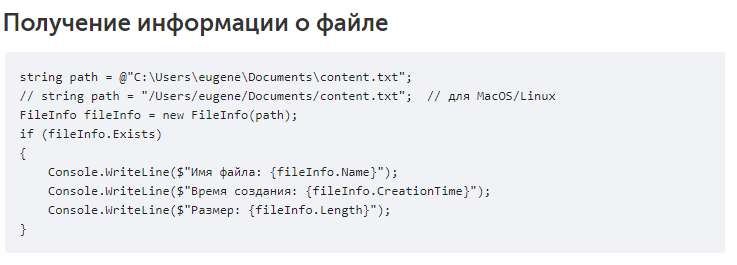 Получение информации о файле
string path = @"C:\Users\eugene\Documents\content.txt";
// string path = "/Users/eugene/Documents/content.txt";  // для MacOS/Linux
FileInfo fileInfo = new FileInfo(path);
if (fileInfo.Exists)
{
    Console.WriteLine($"Имя файла: {fileInfo.Name}");
    Console.WriteLine($"Время создания: {fileInfo.CreationTime}");
    Console.WriteLine($"Размер: {fileInfo.Length}");
}